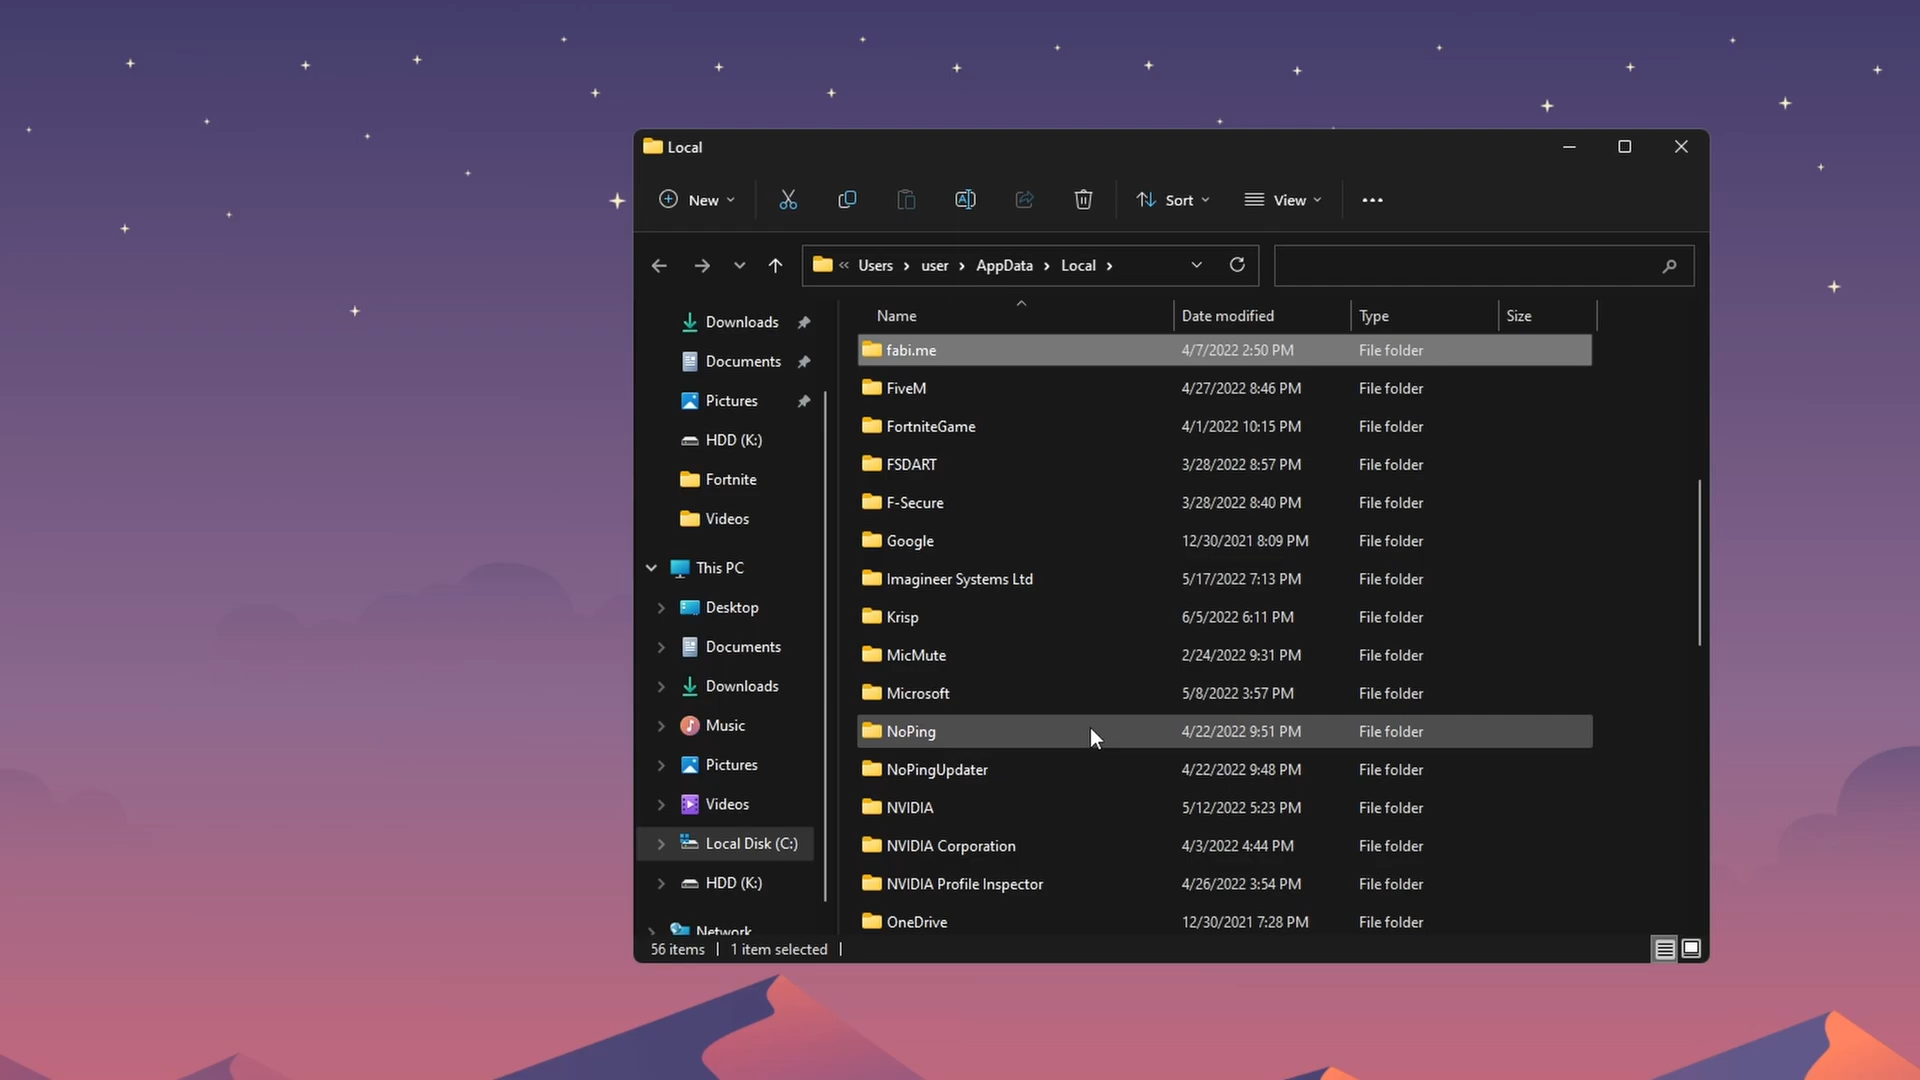 Local
New
Sort
View
« Users › user › AppData › Local ›
Name Date modified Type Size
Downloads
Documents
Pictures
HDD (K:)
Fortnite
Videos
This PC
Desktop
Documents
Downloads
Music
Pictures
Videos
Local Disk (C:)
HDD (K:)
Network
fabi.me 4/7/2022 2:50 PM File folder
FiveM 4/27/2022 8:46 PM File folder
FortniteGame 4/1/2022 10:15 PM File folder
FSDART 3/28/2022 8:57 PM File folder
F-Secure 3/28/2022 8:40 PM File folder
Google 12/30/2021 8:09 PM File folder
Imagineer Systems Ltd 5/17/2022 7:13 PM File folder
Krisp 6/5/2022 6:11 PM File folder
MicMute 2/24/2022 9:31 PM File folder
Microsoft 5/8/2022 3:57 PM File folder
NoPing 4/22/2022 9:51 PM File folder
NoPingUpdater 4/22/2022 9:48 PM File folder
NVIDIA 5/12/2022 5:23 PM File folder
NVIDIA Corporation 4/3/2022 4:44 PM File folder
NVIDIA Profile Inspector 4/26/2022 3:54 PM File folder
OneDrive 12/30/2021 7:28 PM File folder
56 items | 1 item selected |